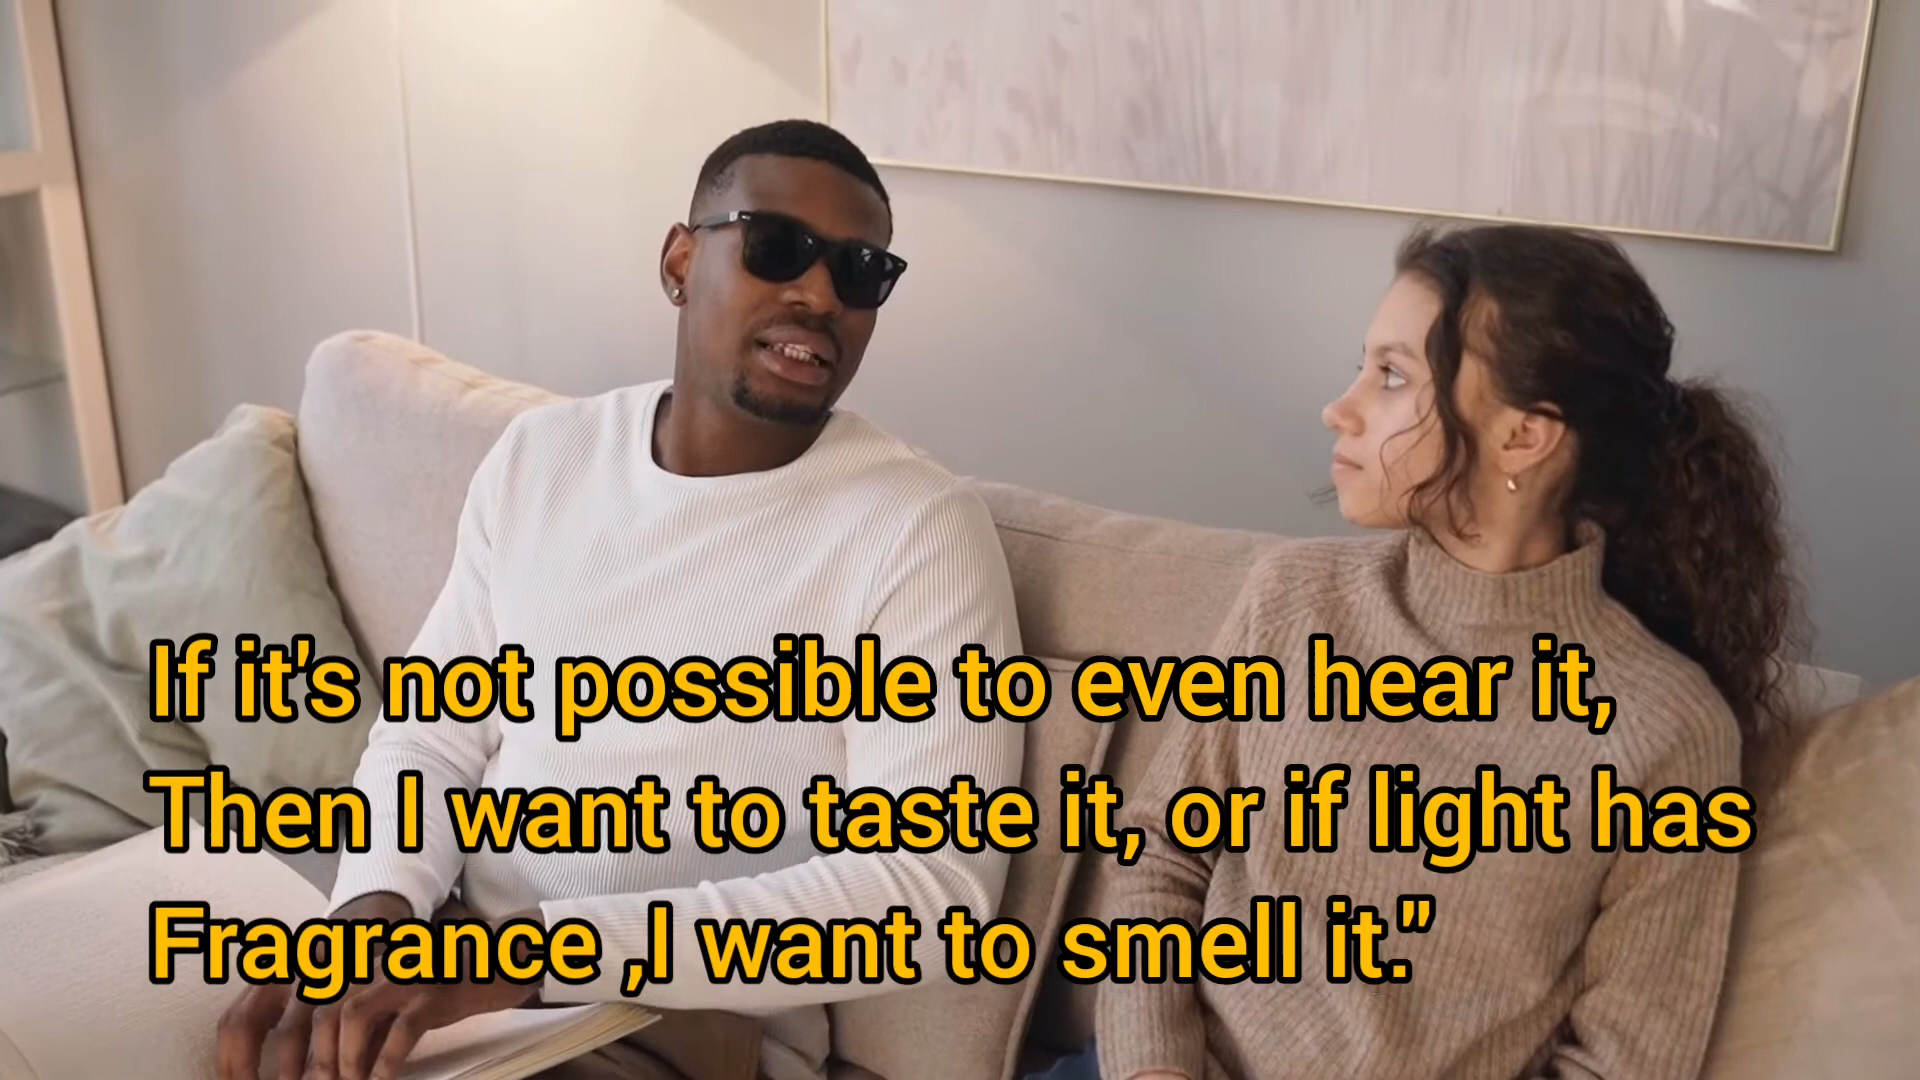 If it's not possible to even hear it,
Then I want to taste it, or if light has
Fragrance ,I want to smell it."